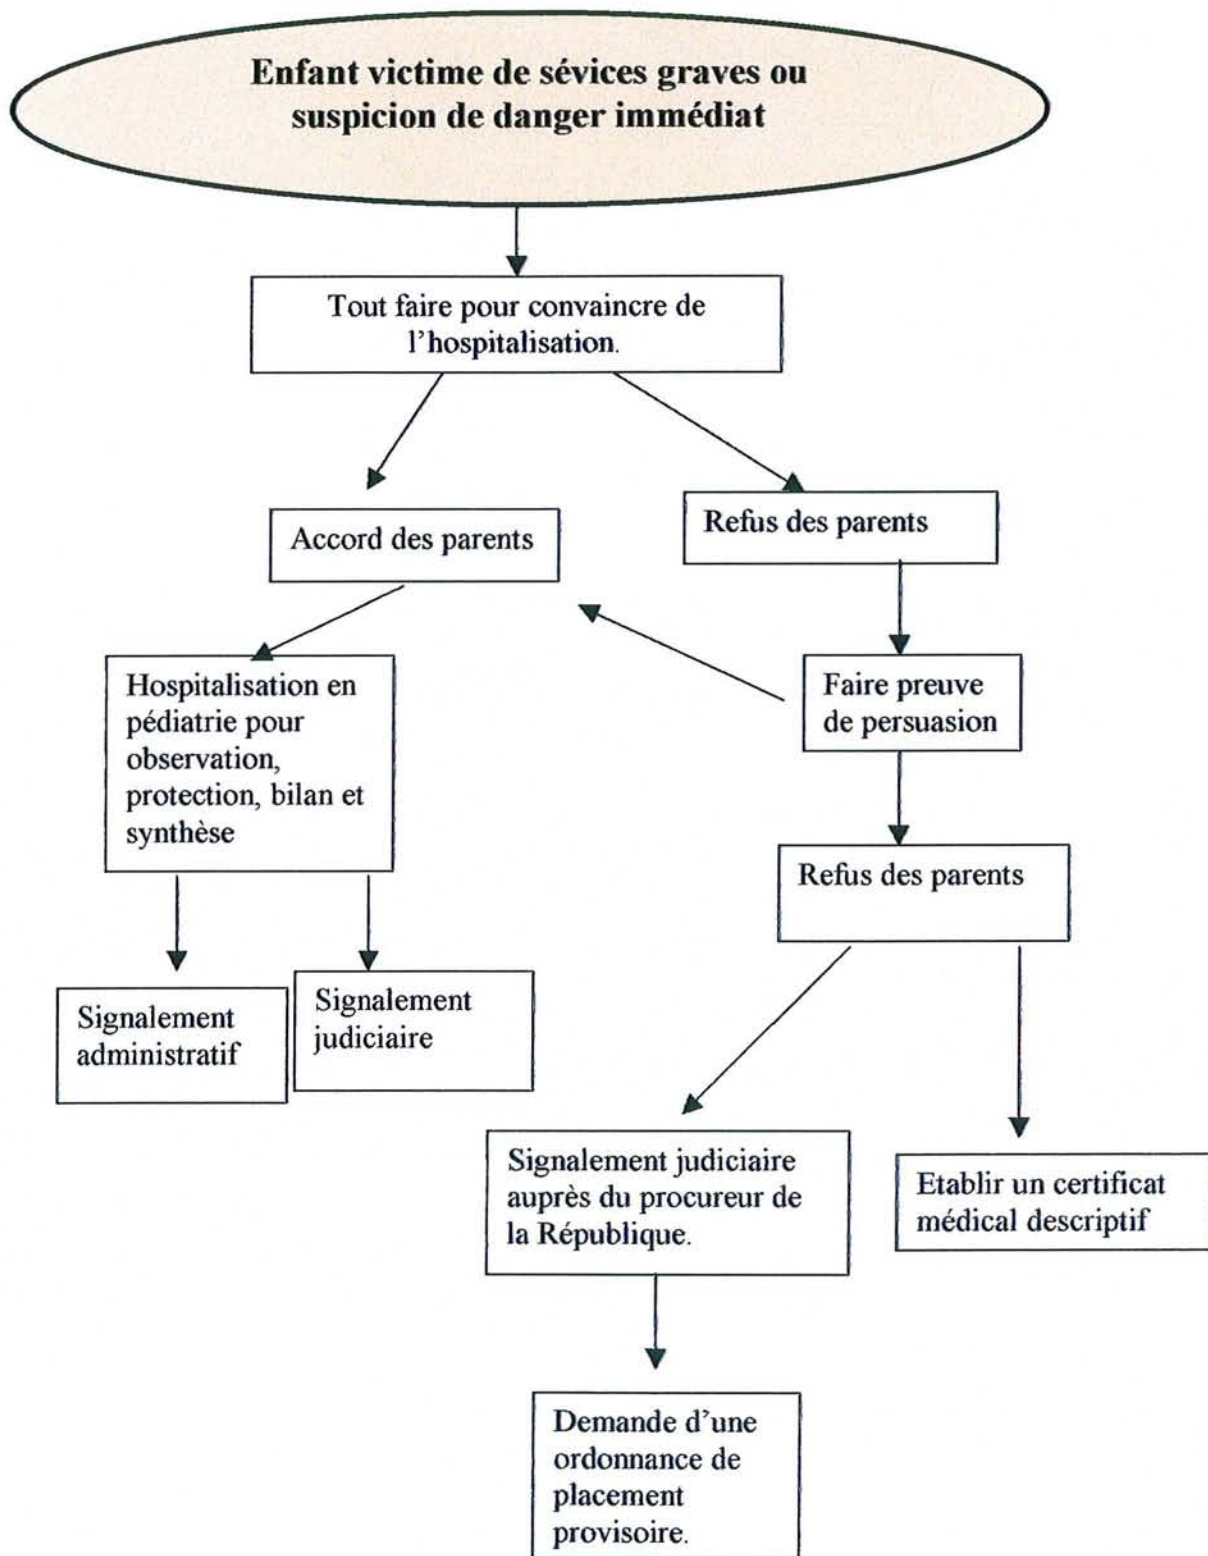 Enfant victime de sévices graves ou
suspicion de danger immédiat
Tout faire pour convaincre de
l'hospitalisation.
Accord des parents
Refus des parents
Hospitalisation en
pédiatrie pour
observation,
protection, bilan et
synthèse
Faire preuve
de persuasion
Refus des parents
Signalement
administratif
Signalement
judiciaire
Signalement judiciaire
auprès du procureur de
la République.
Etablir un certificat
médical descriptif
Demande d'une
ordonnance de
placement
provisoire.